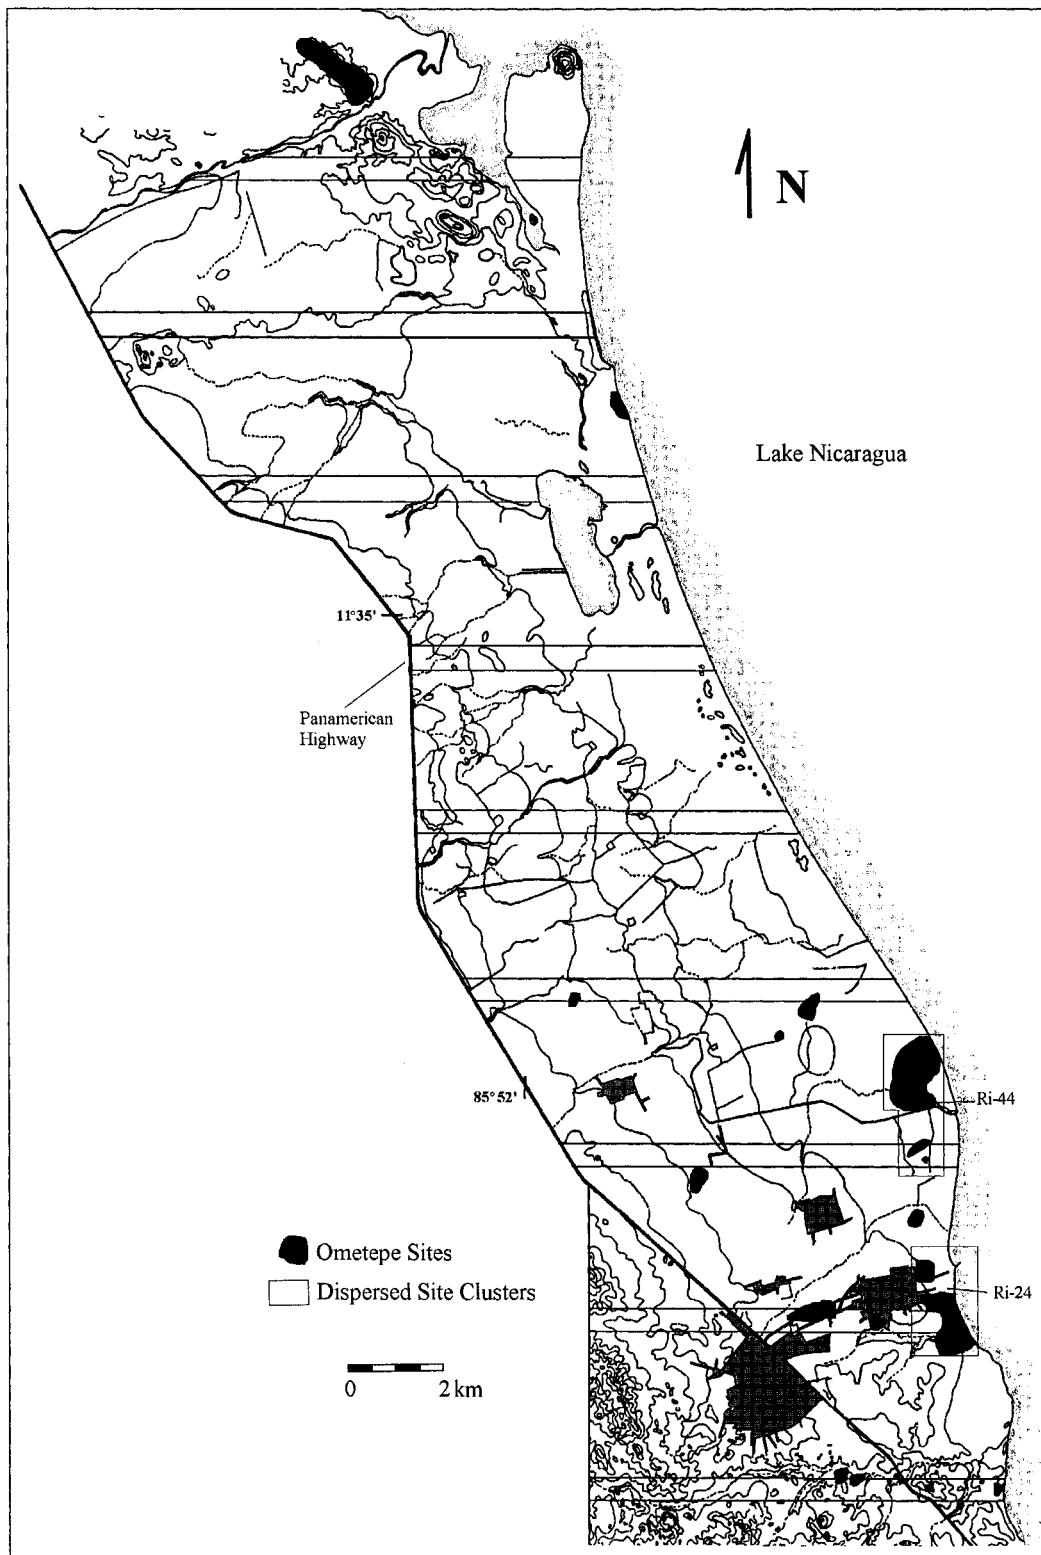 N
Lake Nicaragua
11°35'
Panamerican
Highway
85°52'
Ri-44
Ometepe Sites
Dispersed Site Clusters
Ri-24
0 2 km